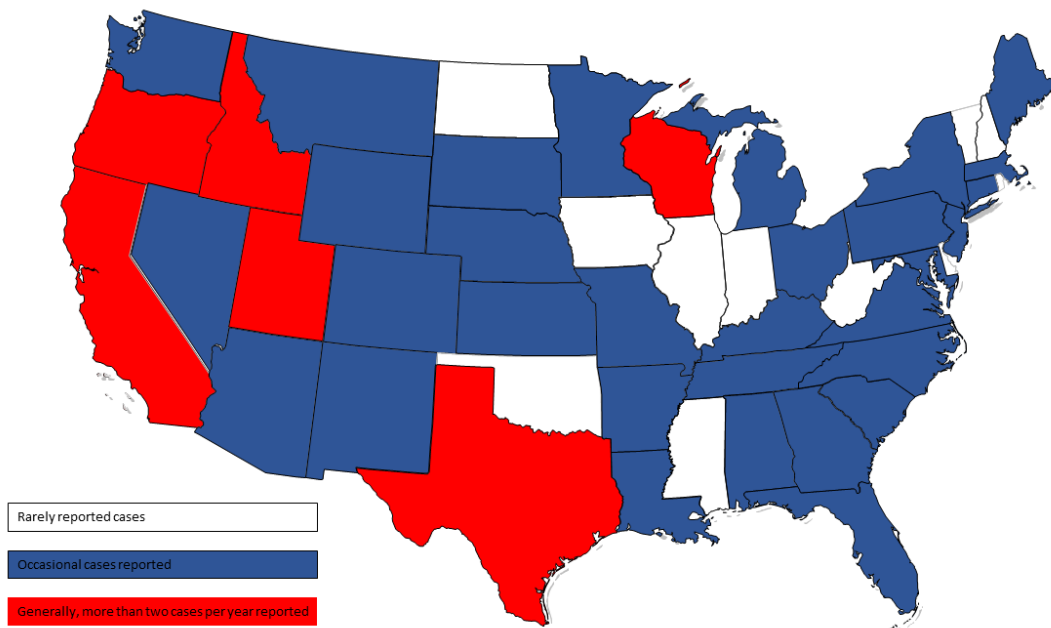 Rarely reported cases
Occasional cases reported
Generally, more than two cases per year reported